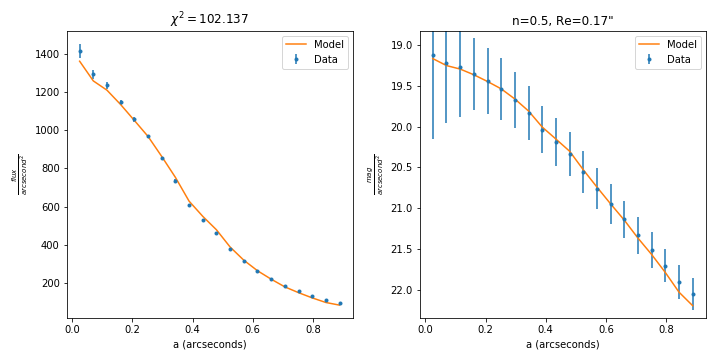 χ² = 102.137
Model
Data
flux
arcsecond²
1400
1200
1000
800
600
400
200
0.0 0.2 0.4 0.6 0.8
a (arcseconds)
n=0.5, Re=0.17"
Model
Data
mag
arcsecond²
19.0
19.5
20.0
20.5
21.0
21.5
22.0
0.0 0.2 0.4 0.6 0.8
a (arcseconds)